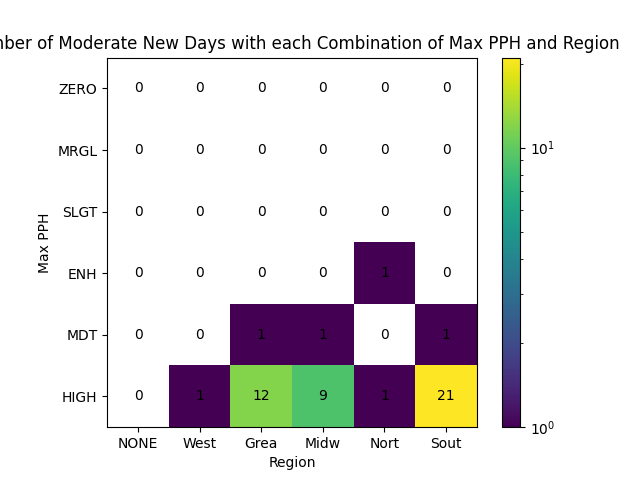 ber of Moderate New Days with each Combination of Max PPH and Region
ZERO 0 0 0 0 0 0
MRGL 0 0 0 0 0 0
SLGT 0 0 0 0 0 0
ENH 0 0 0 0 1 0
MDT 0 0 1 1 0 1
HIGH 0 1 12 9 1 21
NONE West Grea Midw Nort Sout
Region
Max PPH
10¹
10⁰